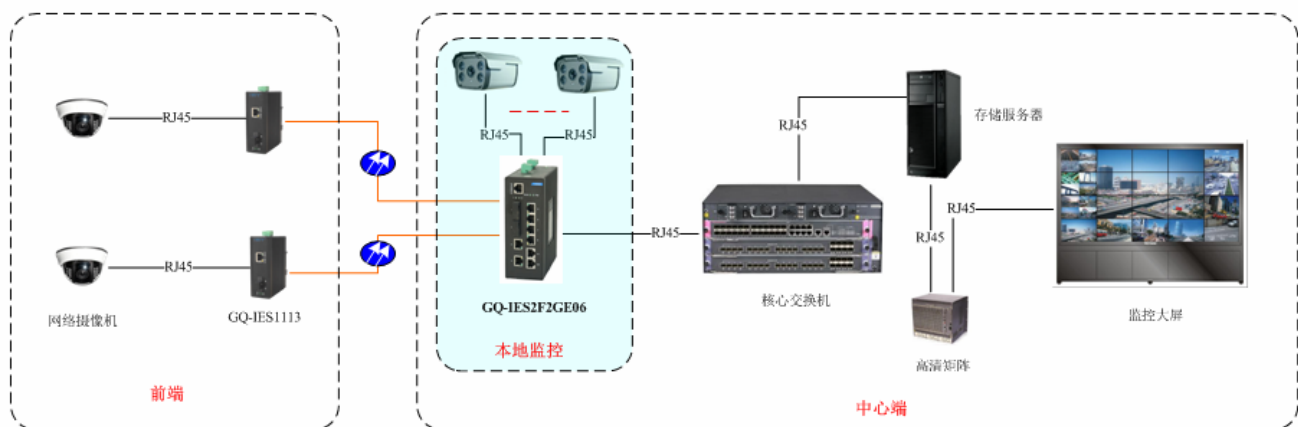 RJ45
RJ45
网络摄像机
GQ-IES1113
前端
RJ45
RJ45
GQ-IES2F2GE06
本地监控
RJ45
RJ45
核心交换机
存储服务器
RJ45
RJ45
高清矩阵
监控大屏
中心端